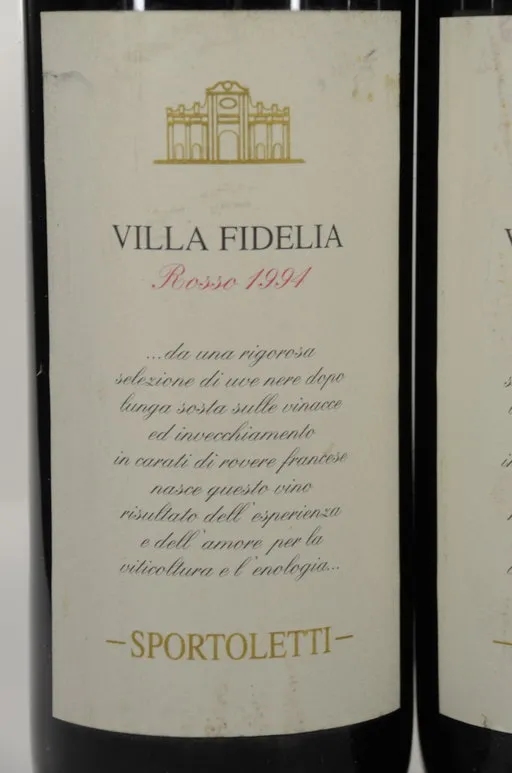 VILLA FIDELIA
Rosso 1994
...da una rigorosa
selezione di uve nere dopo
lunga sosta sulle vinacce
ed invecchiamento
in carati di rovere francese
nasce questo vino
risultato dell'esperienza
e dell'amore per la
viticoltura e l'enologia...
-SPORTOLETTI-